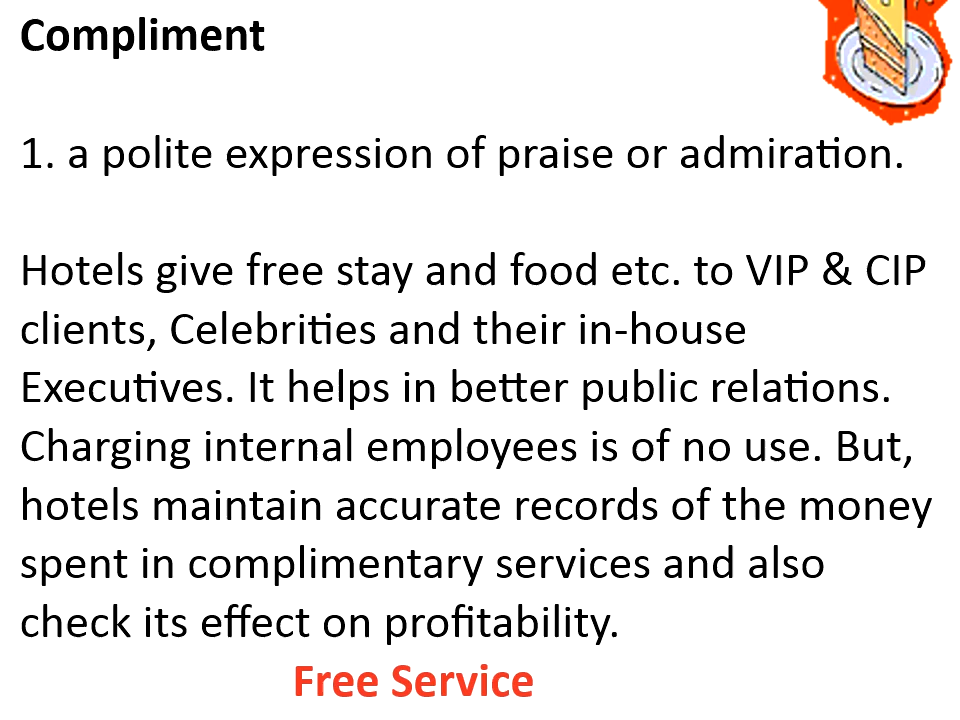 Compliment
1. a polite expression of praise or admiration.
Hotels give free stay and food etc. to VIP & CIP
clients, Celebrities and their in-house
Executives. It helps in better public relations.
Charging internal employees is of no use. But,
hotels maintain accurate records of the money
spent in complimentary services and also
check its effect on profitability.
Free Service